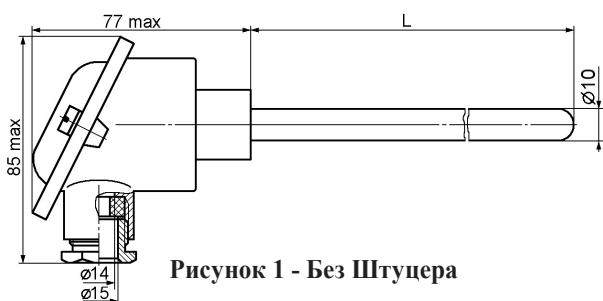 77 max
L
85 max
ø10
ø14
ø15
Рисунок 1 - Без Штуцера